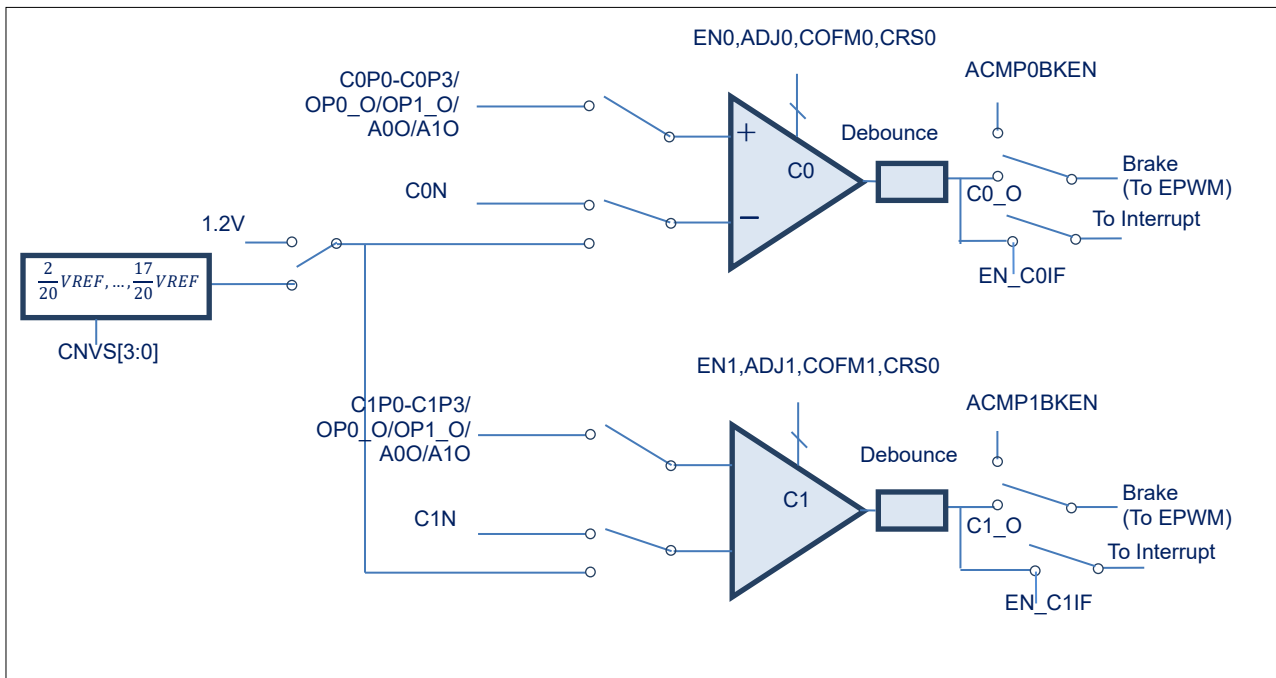 EN0,ADJ0,COFM0,CRS0
C0P0-C0P3/
OP0_O/OP1_O/
A0O/A1O
ACMP0BKEN
Debounce
+
C0
Brake
(To EPWM)
C0_O
C0N
−
To Interrupt
1.2V
EN_C0IF
2/20 VREF,...,17/20 VREF
CNVS[3:0]
EN1,ADJ1,COFM1,CRS0
C1P0-C1P3/
OP0_O/OP1_O/
A0O/A1O
ACMP1BKEN
Debounce
C1
Brake
(To EPWM)
C1_O
C1N
To Interrupt
EN_C1IF